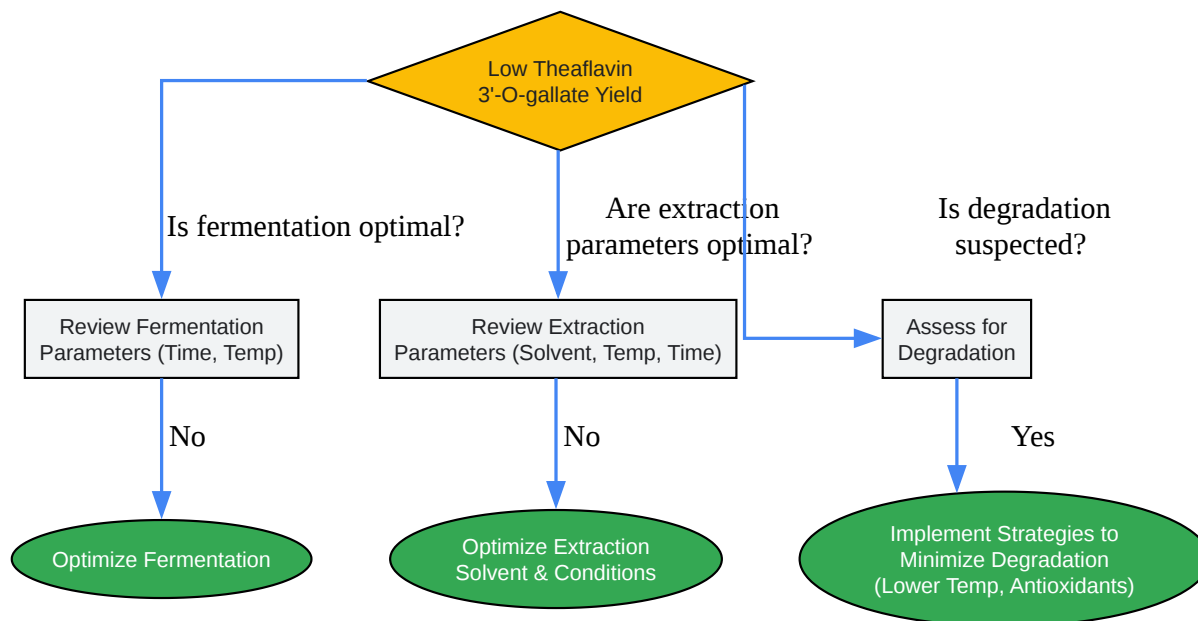 Low Theaflavin
3'-O-gallate Yield
Is fermentation optimal?
Are extraction
parameters optimal?
Is degradation
suspected?
Review Fermentation
Parameters (Time, Temp)
Review Extraction
Parameters (Solvent, Temp, Time)
Assess for
Degradation
No
No
Yes
Optimize Fermentation
Optimize Extraction
Solvent & Conditions
Implement Strategies to
Minimize Degradation
(Lower Temp, Antioxidants)